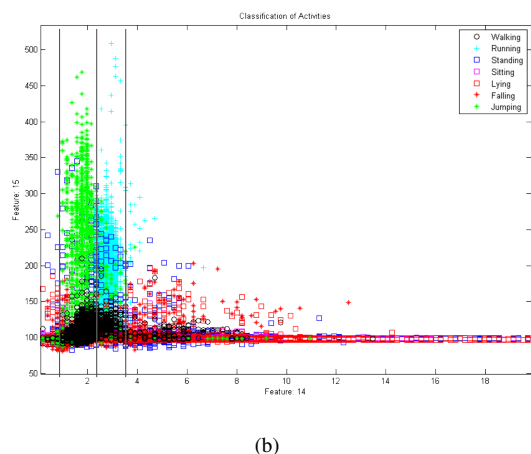 Classification of Activities
500
450
400
350
300
250
200
150
100
50
Feature: 15
Walking
Running
Standing
Sitting
Lying
Falling
Jumping
2 4 6 8 10 12 14 16 18
Feature: 14
(b)